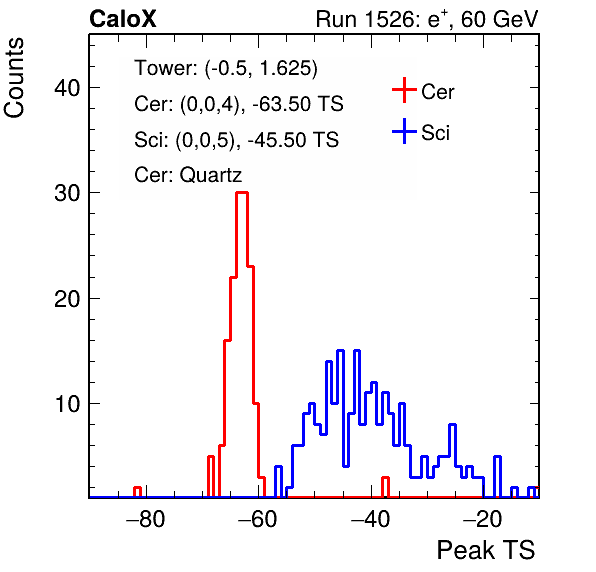 CaloX Run 1526: e⁺, 60 GeV
Counts
Tower: (-0.5, 1.625)
Cer: (0,0,4), -63.50 TS
Sci: (0,0,5), -45.50 TS
Cer: Quartz
Cer
Sci
40
30
20
10
−80 −60 −40 −20
Peak TS